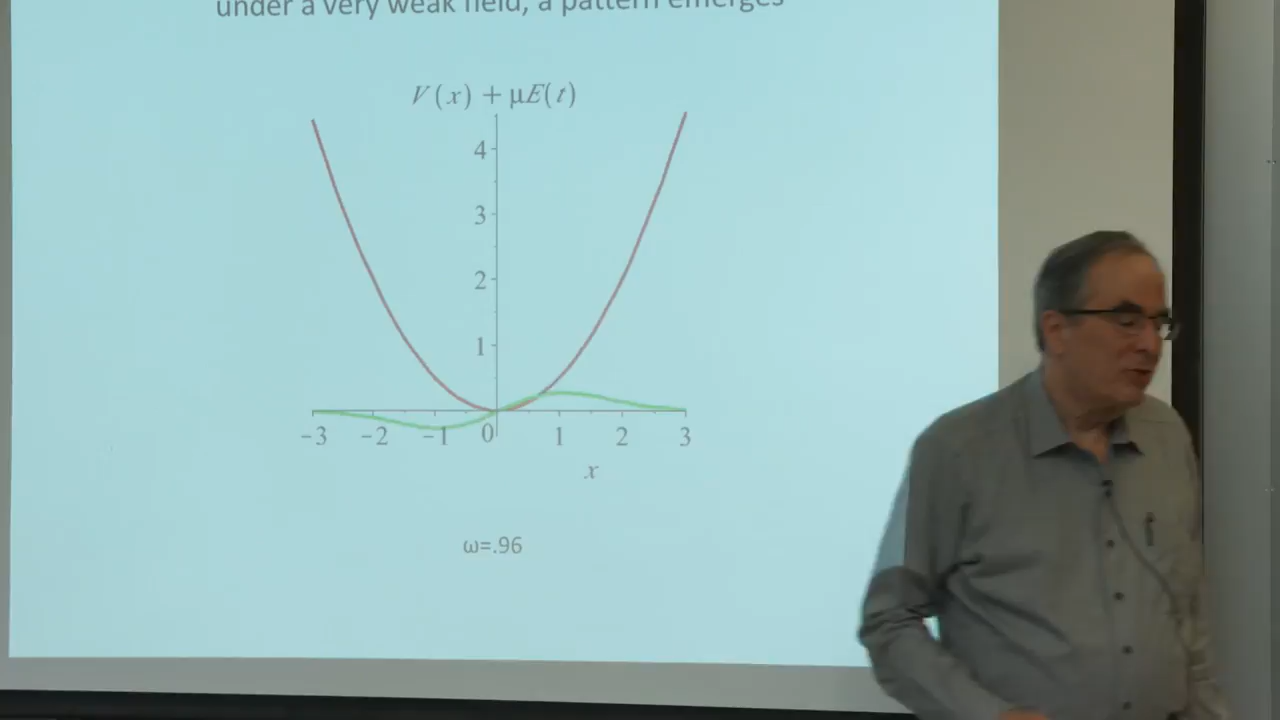 under a very weak field, a pattern emerges
V(x) + μE(t)
4
3
2
1
-3 -2 -1 0 1 2 3
x
ω=.96